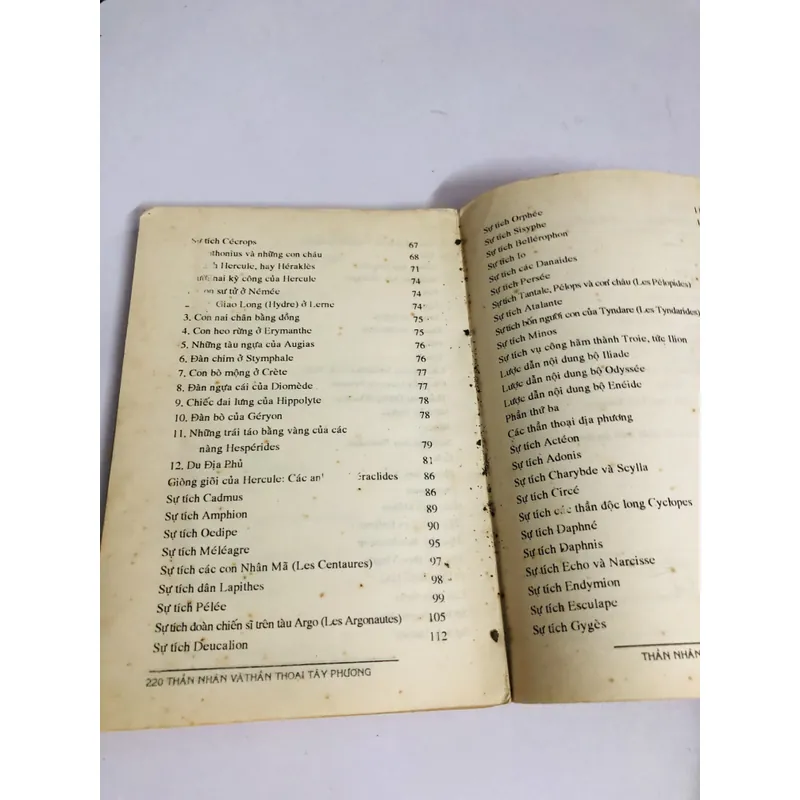 Sự tích Cécrops 67
thonius và những con cháu 68
h Hercule, hay Héraklès 71
nai kỳ công của Hercule 74
sư tử ở Némée 74
Giao Long (Hydre) ở Lerne 74
3. Con nai chân bằng đồng 75
4. Con heo rừng ở Erymanthe 75
5. Những tàu ngựa của Augias 76
6. Đàn chim ở Stymphale 76
7. Con bò mộng ở Crète 77
8. Đàn ngựa cái của Diomède 77
9. Chiếc đai lưng của Hippolyte 78
10. Đàn bò của Géryon 78
11. Những trái táo bằng vàng của các
nàng Hespérides 79
12. Du Địa Phủ 81
Giòng giõi của Hercule: Các éraclides 86
Sự tích Cadmus 86
Sự tích Amphion 89
Sự tích Oedipe 90
Sự tích Méléagre 95
Sự tích các con Nhân Mã (Les Centaures) 97
Sự tích dân Lapithes 98
Sự tích Pélée 99
Sự tích đoàn chiến sĩ trên tàu Argo (Les Argonautes) 105
Sự tích Deucalion 112
220 THẦN NHÂN VÀ THẦN THOẠI TÂY PHƯƠNG
Sự tích Orphée
Sự tích Sisyphe
Sự tích Bellérophon
Sự tích Io
Sự tích các Danaides
Sự tích Persée
Sự tích Tantale, Pélops và con cháu (Les Pélopides)
Sự tích Atalante
Sự tích bốn người con của Tyndare (Les Tyndarides)
Sự tích Minos
Sự tích vụ công hãm thành Troie, tức Ilion
Lược dẫn nội dung bộ Iliade
Lược dẫn nội dung bộ Odyssée
Lược dẫn nội dung bộ Enéide
Phần thứ ba
Các thần thoại địa phương
Sự tích Actéon
Sự tích Adonis
Sự tích Charybde và Scylla
Sự tích Circé
Sự tích các thần độc long Cyclopes
Sự tích Daphné
Sự tích Daphnis
Sự tích Echo và Narcisse
Sự tích Endymion
Sự tích Esculape
Sự tích Gygès
THẦN NHÂN